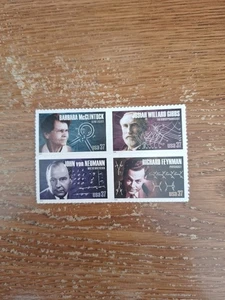 BARBARA McCLINTOCK
USA 37
JOSIAH WILLARD GIBBS
USA 37
JOHN von NEUMANN
USA 37
RICHARD FEYNMAN
USA 37